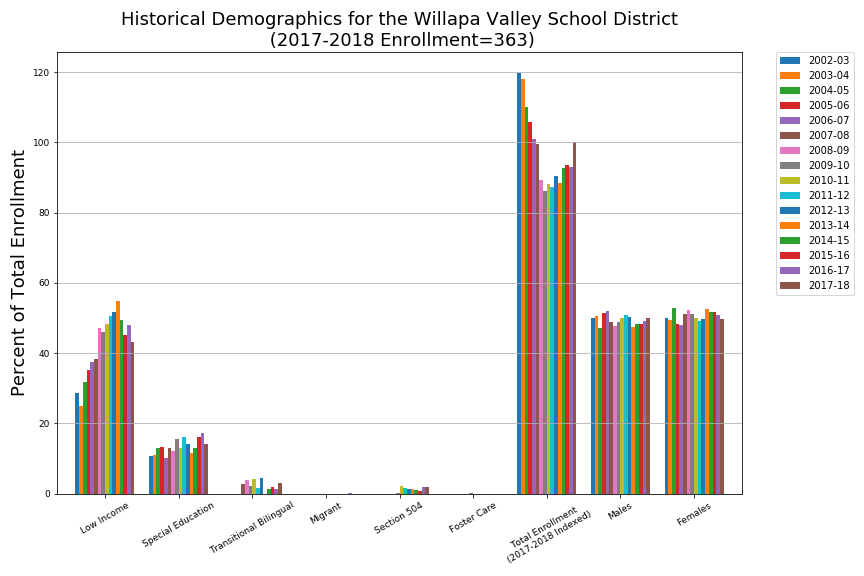 Historical Demographics for the Willapa Valley School District
(2017-2018 Enrollment=363)
Percent of Total Enrollment
120
100
80
60
40
20
0
Low Income
Special Education
Transitional Bilingual
Migrant
Section 504
Foster Care
Total Enrollment
(2017-2018 Indexed)
Males
Females
2002-03
2003-04
2004-05
2005-06
2006-07
2007-08
2008-09
2009-10
2010-11
2011-12
2012-13
2013-14
2014-15
2015-16
2016-17
2017-18